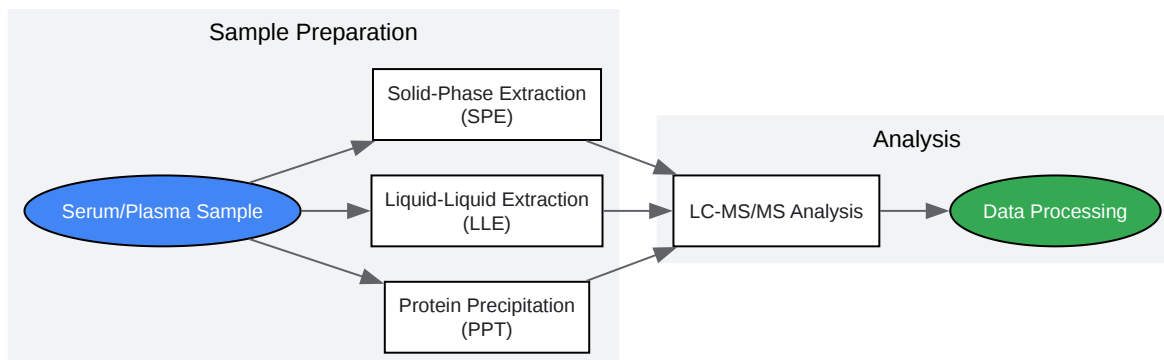 Sample Preparation
Solid-Phase Extraction
(SPE)
Serum/Plasma Sample
Liquid-Liquid Extraction
(LLE)
Protein Precipitation
(PPT)
Analysis
LC-MS/MS Analysis
Data Processing